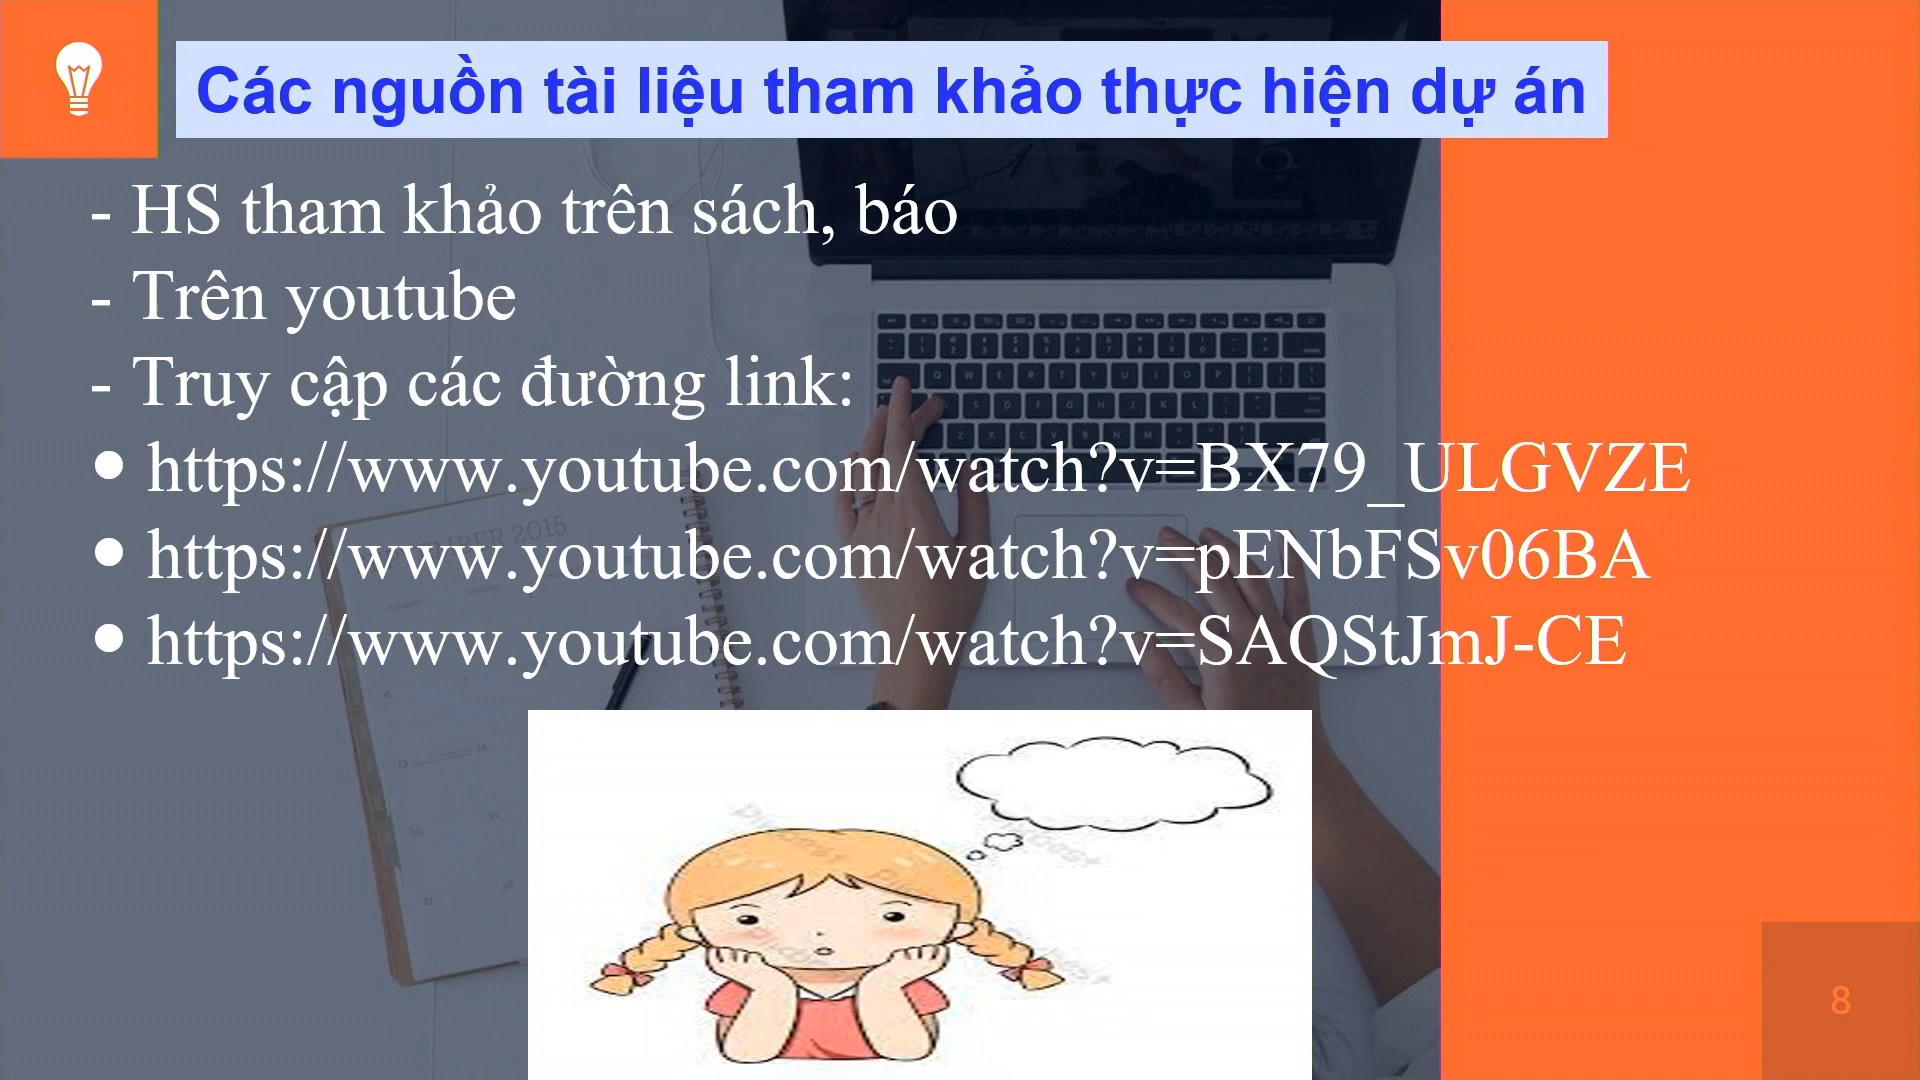 Các nguồn tài liệu tham khảo thực hiện dự án
- HS tham khảo trên sách, báo
- Trên youtube
- Truy cập các đường link:
• https://www.youtube.com/watch?v=BX79_ULGVZE
• https://www.youtube.com/watch?v=pENbFSv06BA
• https://www.youtube.com/watch?v=SAQStJmJ-CE
8